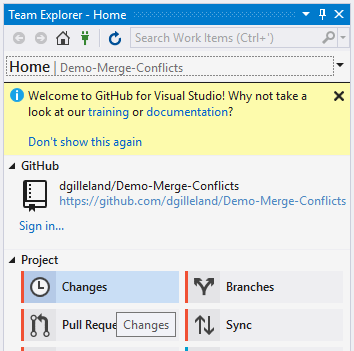 Team Explorer - Home
Search Work Items (Ctrl+')
Home | Demo-Merge-Conflicts
Welcome to GitHub for Visual Studio! Why not take
a look at our training or documentation?
Don't show this again
GitHub
dgilleland/Demo-Merge-Conflicts
https://github.com/dgilleland/Demo-Merge-Conflicts
Sign in...
Project
Changes
Branches
Pull Reque
Changes
Sync